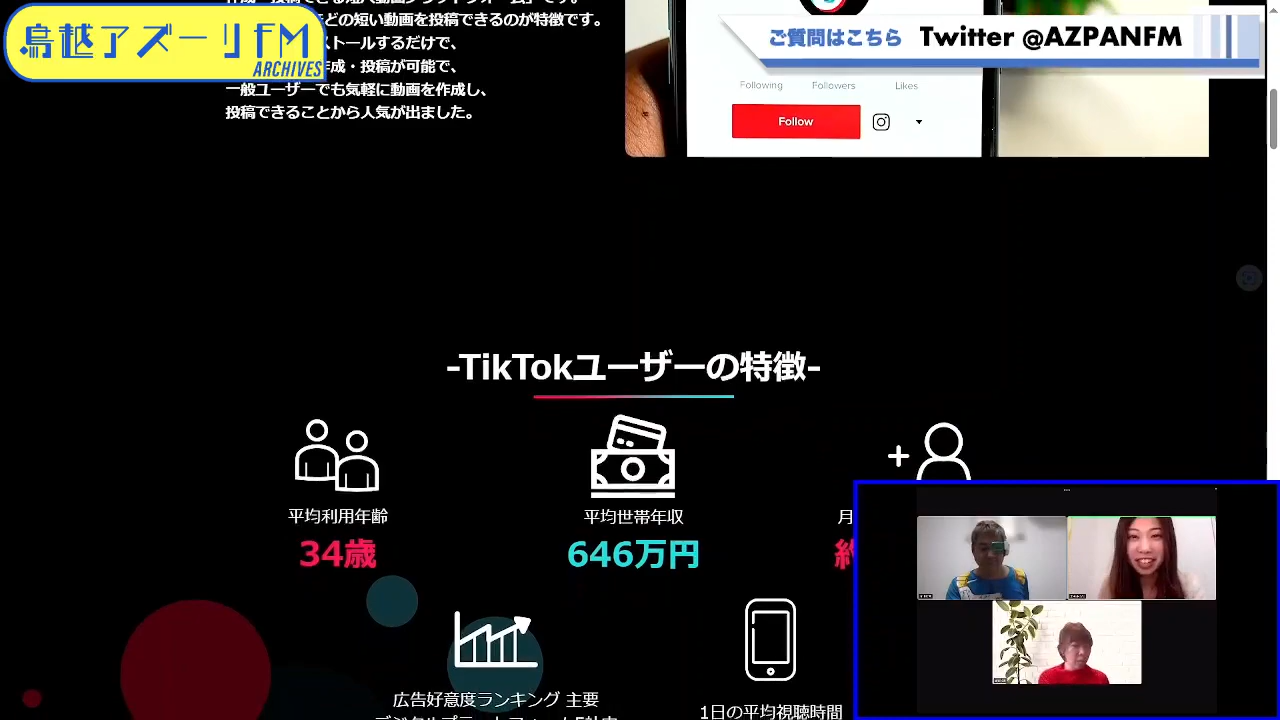 鳥越アズーリFM
ARCHIVES
どの短い動画を投稿できるのが特徴です。
ストールするだけで、
作成・投稿が可能で、
一般ユーザーでも気軽に動画を作成し、
投稿できることから人気が出ました。
ご質問はこちら Twitter @AZPANFM
Following Followers Likes
Follow
-TikTokユーザーの特徴-
平均利用年齢
34歳
平均世帯年収
646万円
月
約
広告好意度ランキング 主要
1日の平均視聴時間